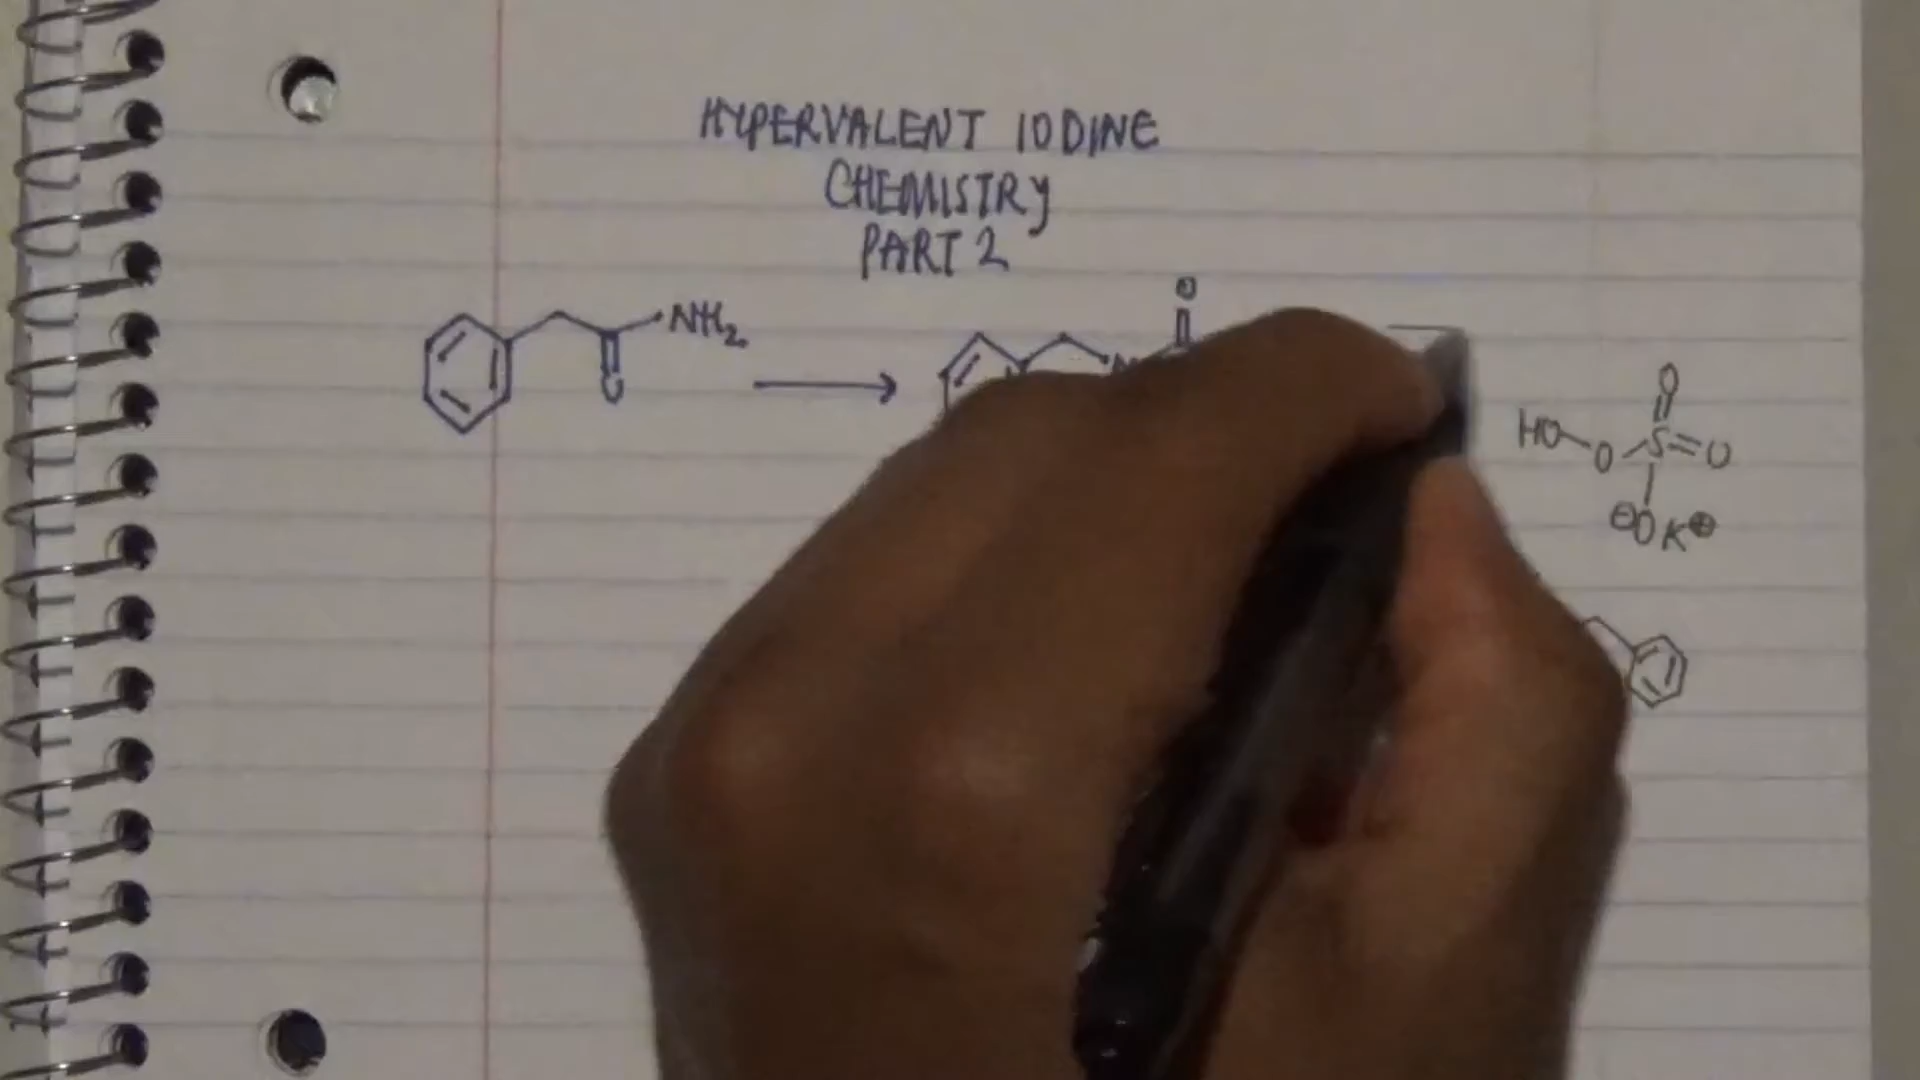 HYPERVALENT IODINE
CHEMISTRY
PART 2
NH2
O
O
O
HO
O
S
O
⊖O K⊕